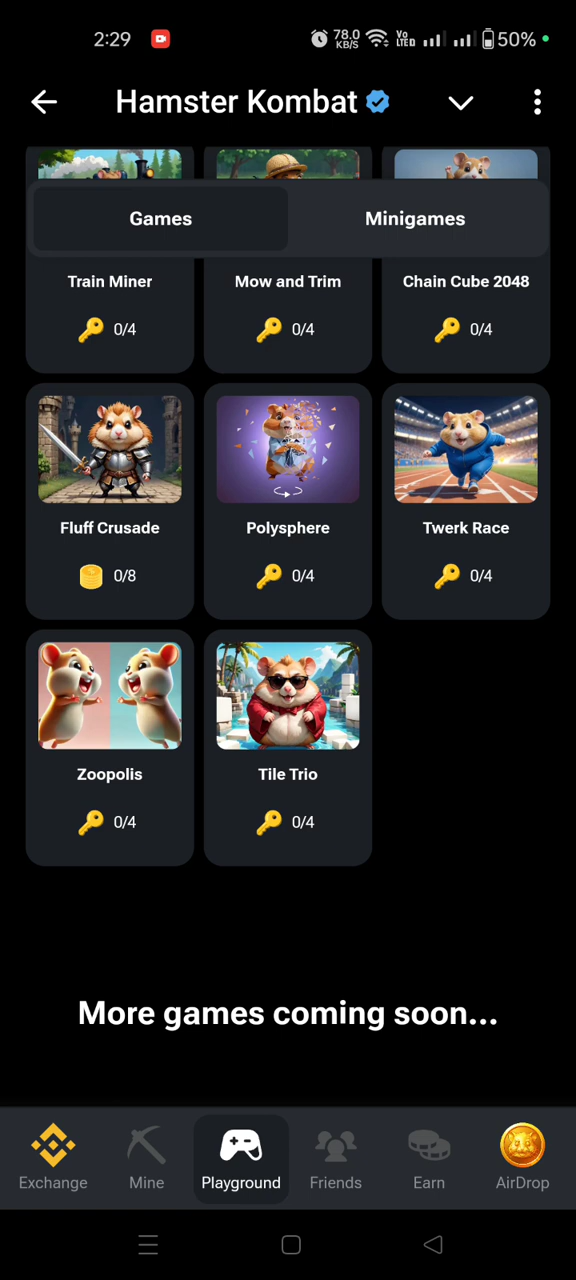 2:29
78.0 KB/S
Vo LTED
50%
Hamster Kombat
Games
Minigames
Train Miner
Mow and Trim
Chain Cube 2048
0/4
0/4
0/4
Fluff Crusade
Polysphere
Twerk Race
0/8
0/4
0/4
Zoopolis
Tile Trio
0/4
0/4
More games coming soon...
Exchange
Mine
Playground
Friends
Earn
AirDrop